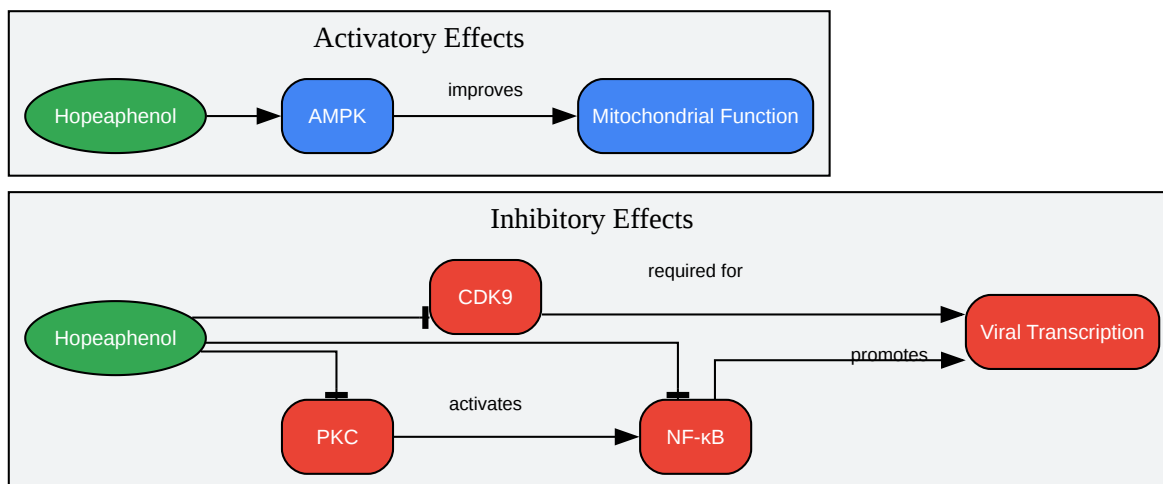 Activatory Effects
Hopeaphenol
AMPK
improves
Mitochondrial Function
Inhibitory Effects
CDK9
required for
Hopeaphenol
Viral Transcription
promotes
PKC
activates
NF-κB